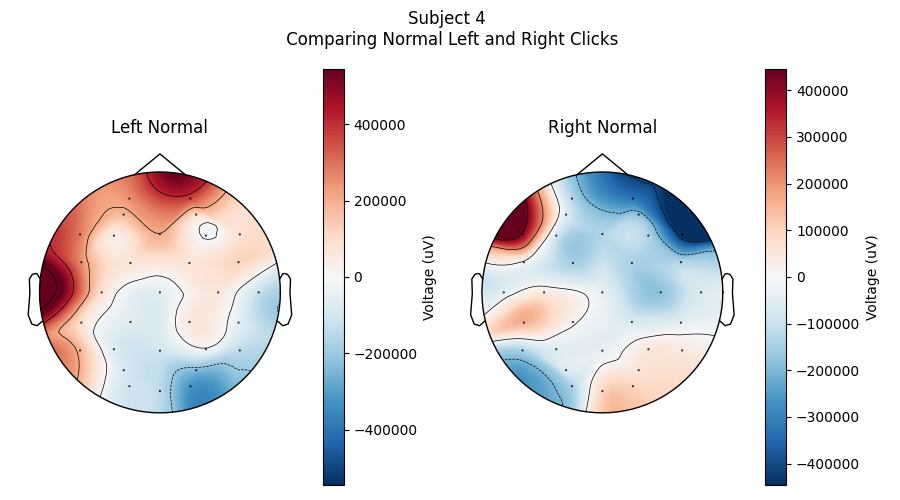 Subject 4
Comparing Normal Left and Right Clicks
Left Normal
400000
200000
0
−200000
−400000
Voltage (uV)
Right Normal
400000
300000
200000
100000
0
−100000
−200000
−300000
−400000
Voltage (uV)